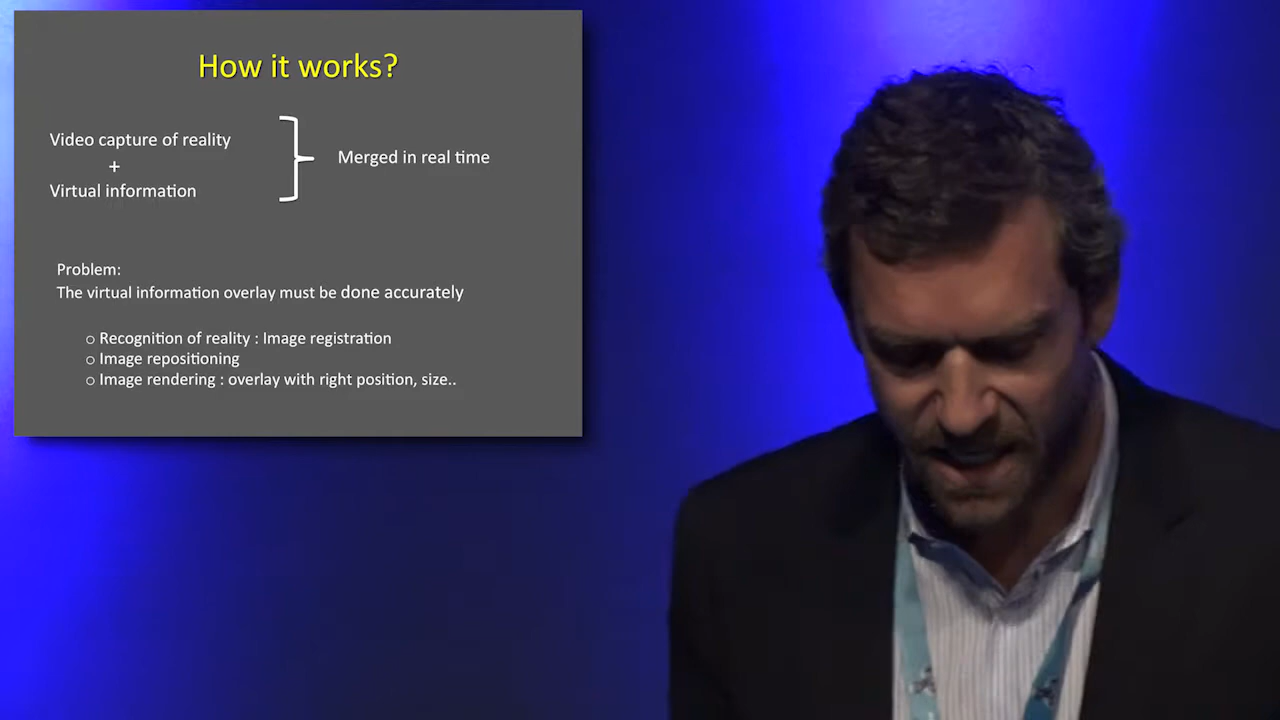 How it works?
Video capture of reality
+
Virtual information
Merged in real time
Problem:
The virtual information overlay must be done accurately
o Recognition of reality : Image registration
o Image repositioning
o Image rendering : overlay with right position, size..